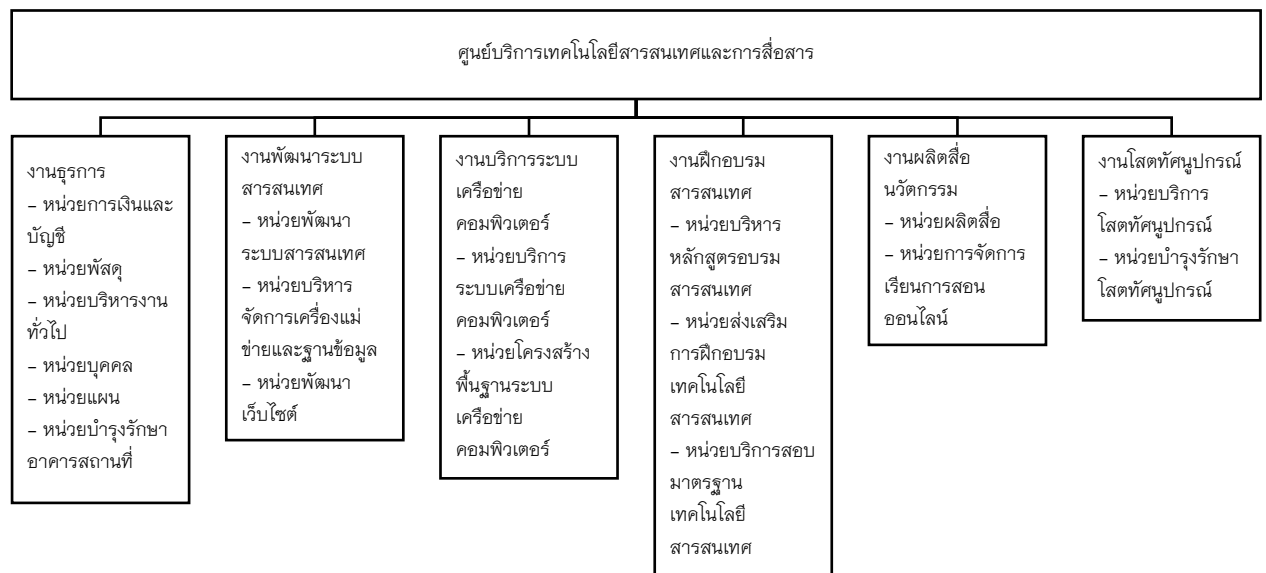 ศูนย์บริการเทคโนโลยีสารสนเทศและการสื่อสาร
งานธุรการ
– หน่วยการเงินและ
บัญชี
– หน่วยพัสดุ
– หน่วยบริหารงาน
ทั่วไป
– หน่วยบุคคล
– หน่วยแผน
– หน่วยบำรุงรักษา
อาคารสถานที่
งานพัฒนาระบบ
สารสนเทศ
– หน่วยพัฒนา
ระบบสารสนเทศ
– หน่วยบริหาร
จัดการเครื่องแม่
ข่ายและฐานข้อมูล
– หน่วยพัฒนา
เว็บไซต์
งานบริการระบบ
เครือข่าย
คอมพิวเตอร์
– หน่วยบริการ
ระบบเครือข่าย
คอมพิวเตอร์
– หน่วยโครงสร้าง
พื้นฐานระบบ
เครือข่าย
คอมพิวเตอร์
งานฝึกอบรม
สารสนเทศ
– หน่วยบริหาร
หลักสูตรอบรม
สารสนเทศ
– หน่วยส่งเสริม
การฝึกอบรม
เทคโนโลยี
สารสนเทศ
– หน่วยบริการสอบ
มาตรฐาน
เทคโนโลยี
สารสนเทศ
งานผลิตสื่อ
นวัตกรรม
– หน่วยผลิตสื่อ
– หน่วยการจัดการ
เรียนการสอน
ออนไลน์
งานโสตทัศนูปกรณ์
– หน่วยบริการ
โสตทัศนูปกรณ์
– หน่วยบำรุงรักษา
โสตทัศนูปกรณ์